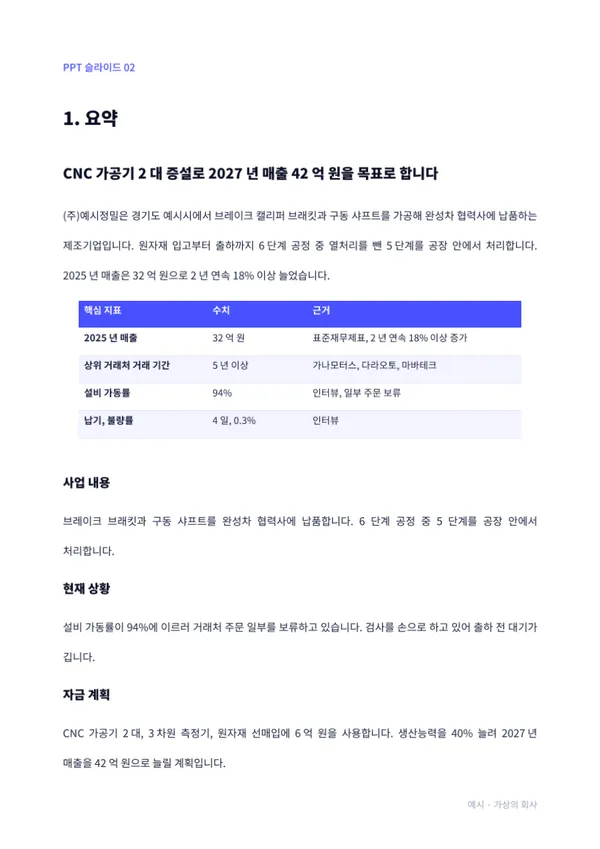 PPT 슬라이드 02
1. 요약
CNC 가공기 2 대 증설로 2027 년 매출 42 억 원을 목표로 합니다
(주)예시정밀은 경기도 예시시에서 브레이크 캘리퍼 브래킷과 구동 샤프트를 가공해 완성차 협력사에 납품하는
제조기업입니다. 원자재 입고부터 출하까지 6 단계 공정 중 열처리를 뺀 5 단계를 공장 안에서 처리합니다.
2025 년 매출은 32 억 원으로 2 년 연속 18% 이상 늘었습니다.
핵심 지표 수치 근거
2025 년 매출 32 억 원 표준재무제표, 2 년 연속 18% 이상 증가
상위 거래처 거래 기간 5 년 이상 가나모터스, 다라오토, 마바테크
설비 가동률 94% 인터뷰, 일부 주문 보류
납기, 불량률 4 일, 0.3% 인터뷰
사업 내용
브레이크 브래킷과 구동 샤프트를 완성차 협력사에 납품합니다. 6 단계 공정 중 5 단계를 공장 안에서
처리합니다.
현재 상황
설비 가동률이 94%에 이르러 거래처 주문 일부를 보류하고 있습니다. 검사를 손으로 하고 있어 출하 전 대기가
깁니다.
자금 계획
CNC 가공기 2 대, 3 차원 측정기, 원자재 선매입에 6 억 원을 사용합니다. 생산능력을 40% 늘려 2027 년
매출을 42 억 원으로 늘릴 계획입니다.
예시 · 가상의 회사